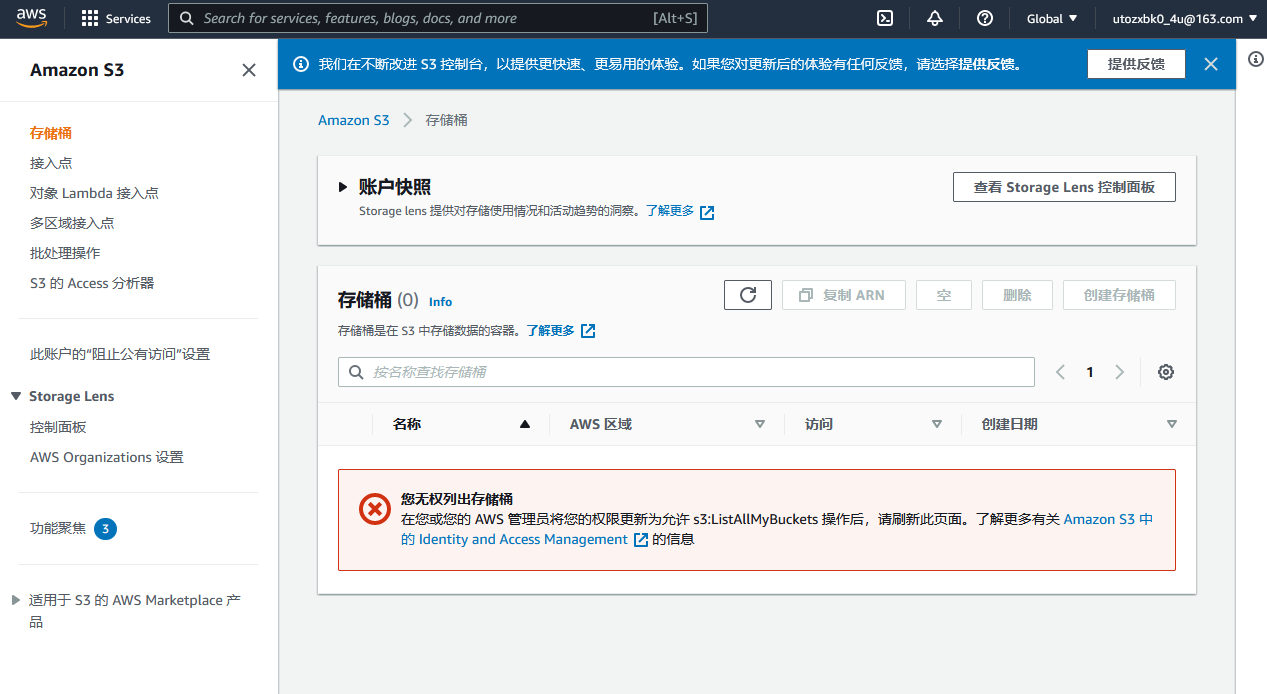 aws
Services
Search for services, features, blogs, docs, and more
[Alt+S]
Global
utozxbk0_4u@163.com
Amazon S3
存储桶
接入点
对象 Lambda 接入点
多区域接入点
批处理操作
S3 的 Access 分析器
此账户的“阻止公有访问”设置
Storage Lens
控制面板
AWS Organizations 设置
功能聚焦 3
适用于 S3 的 AWS Marketplace 产
品
我们在不断改进 S3 控制台，以提供更快速、更易用的体验。如果您对更新后的体验有任何反馈，请选择提供反馈。
提供反馈
Amazon S3
存储桶
账户快照
Storage lens 提供对存储使用情况和活动趋势的洞察。了解更多
查看 Storage Lens 控制面板
存储桶 (0) Info
复制 ARN
空
删除
创建存储桶
存储桶是在 S3 中存储数据的容器。了解更多
按名称查找存储桶
1
名称
AWS 区域
访问
创建日期
您无权列出存储桶
在您或您的 AWS 管理员将您的权限更新为允许 s3:ListAllMyBuckets 操作后，请刷新此页面。了解更多有关 Amazon S3 中
的 Identity and Access Management 的信息